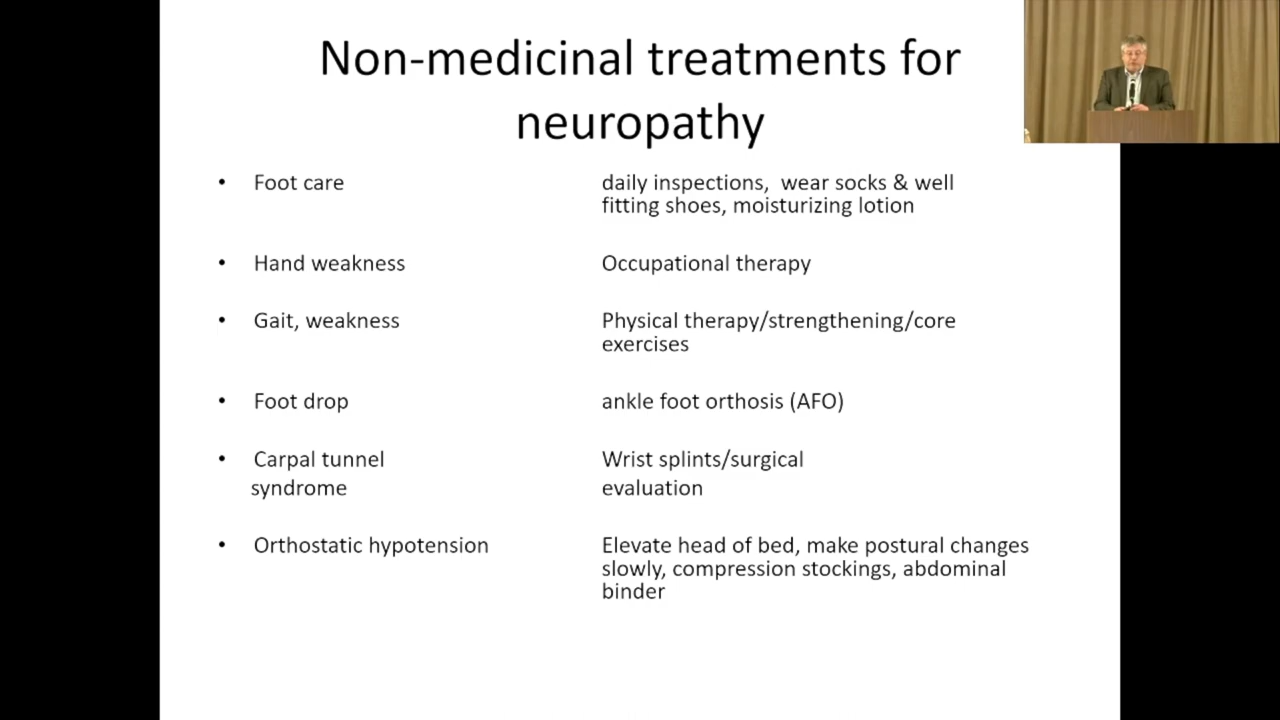 Non-medicinal treatments for
neuropathy
• Foot care daily inspections, wear socks & well
fitting shoes, moisturizing lotion
• Hand weakness Occupational therapy
• Gait, weakness Physical therapy/strengthening/core
exercises
• Foot drop ankle foot orthosis (AFO)
• Carpal tunnel Wrist splints/surgical
syndrome evaluation
• Orthostatic hypotension Elevate head of bed, make postural changes
slowly, compression stockings, abdominal
binder